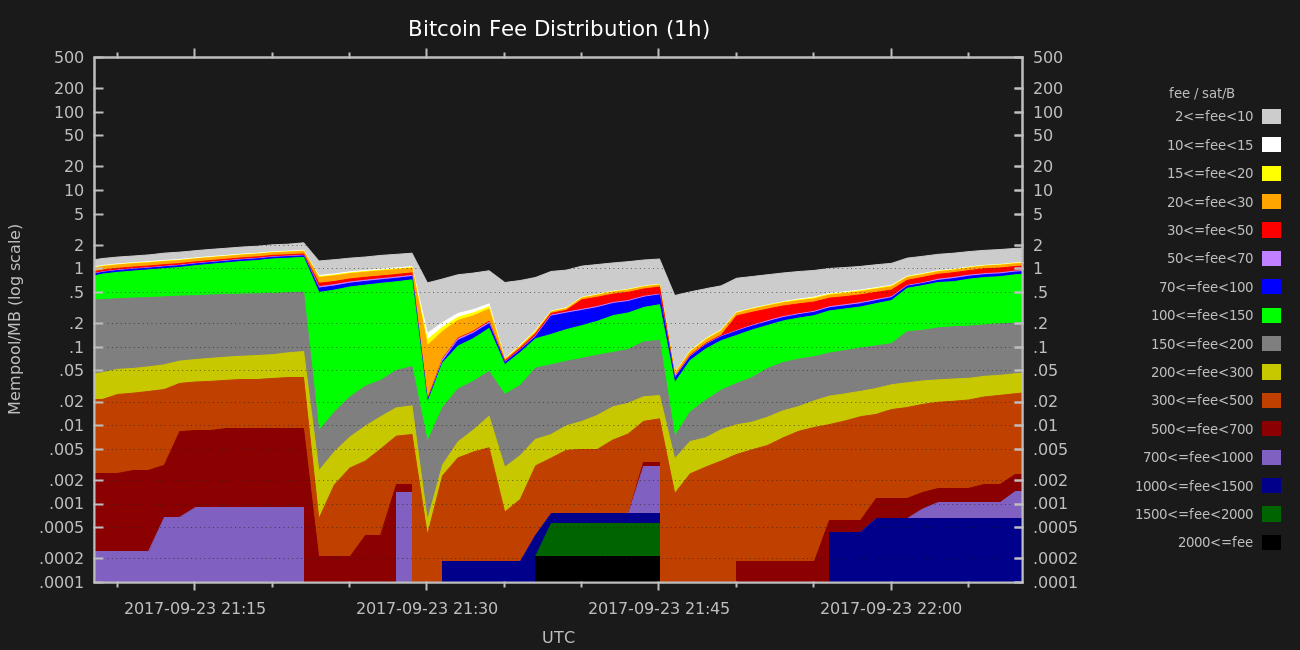 Bitcoin Fee Distribution (1h)
Mempool/MB (log scale)
500
200
100
50
20
10
5
2
1
.5
.2
.1
.05
.02
.01
.005
.002
.001
.0005
.0002
.0001
500
200
100
50
20
10
5
2
1
.5
.2
.1
.05
.02
.01
.005
.002
.001
.0005
.0002
.0001
2017-09-23 21:15
2017-09-23 21:30
2017-09-23 21:45
2017-09-23 22:00
UTC
fee / sat/B
2<=fee<10
10<=fee<15
15<=fee<20
20<=fee<30
30<=fee<50
50<=fee<70
70<=fee<100
100<=fee<150
150<=fee<200
200<=fee<300
300<=fee<500
500<=fee<700
700<=fee<1000
1000<=fee<1500
1500<=fee<2000
2000<=fee